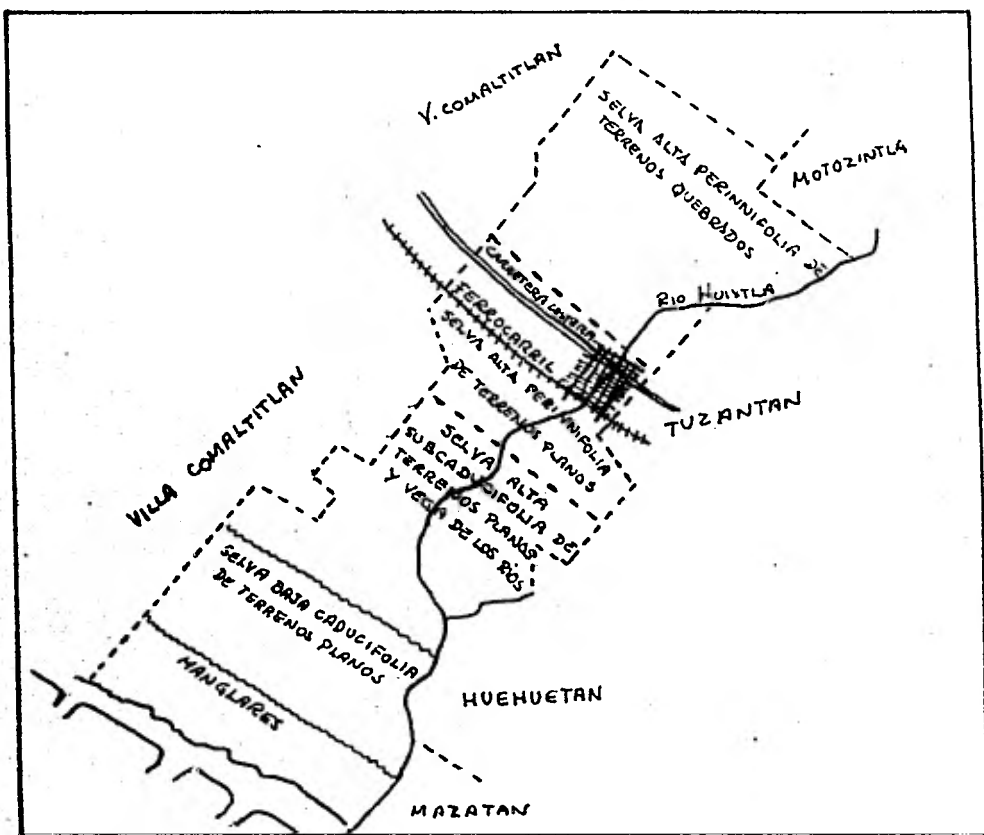 V. COMALTITLAN
SELVA ALTA PERINNIFOLIA DE
TERRENOS QUEBRADOS
MOTOZINTLA
RIO HUIXTLA
CARRETERA COSTERA
FERROCARRIL
SELVA ALTA PERINNIFOLIA
DE TERRENOS PLANOS
TUZANTAN
SELVA ALTA
SUBCADUCIFOLIA DE
TERRENOS PLANOS
Y VEGA DE LOS RÍOS
VILLA COMALTITLAN
SELVA BAJA CADUCIFOLIA
DE TERRENOS PLANOS
MANGLARES
HUEHUETAN
MAZATAN